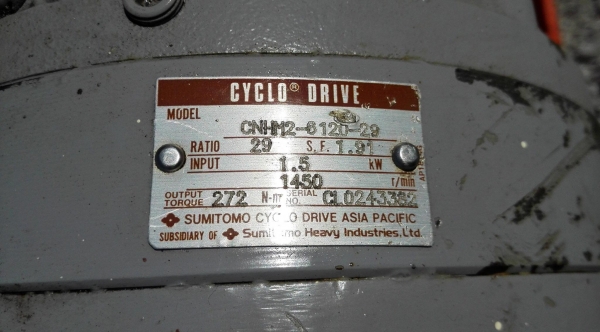 CYCLO® DRIVE
MODEL
CNHM2-6120-29
RATIO 29 S.F. 1.91
INPUT 1.5 kW
1450 r/min
OUTPUT TORQUE 272 N-m SERIAL NO. CL0243382
SUMITOMO CYCLO DRIVE ASIA PACIFIC
SUBSIDIARY OF Sumitomo Heavy Industries, Ltd.